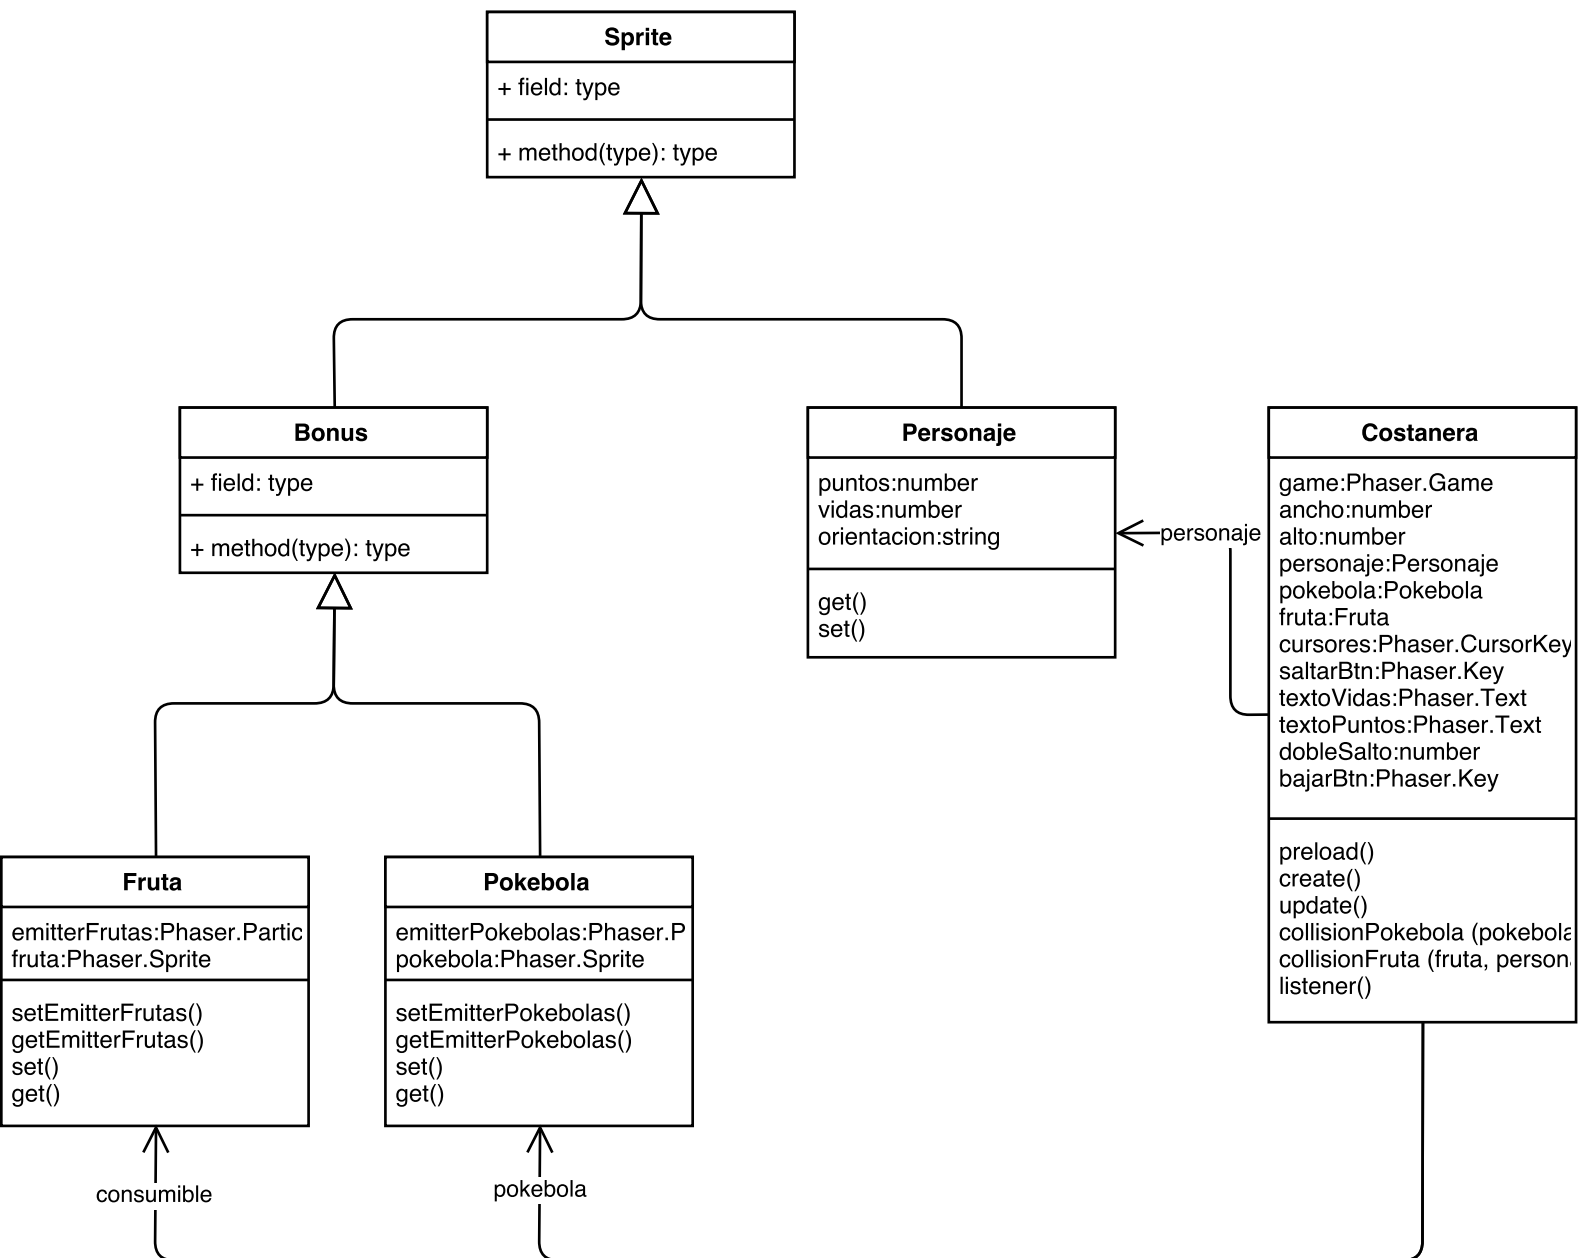 Sprite
+ field: type
+ method(type): type
Bonus
+ field: type
+ method(type): type
Personaje
puntos:number
vidas:number
orientacion:string
get()
set()
personaje
Costanera
game:Phaser.Game
ancho:number
alto:number
personaje:Personaje
pokebola:Pokebola
fruta:Fruta
cursores:Phaser.CursorKey
saltarBtn:Phaser.Key
textoVidas:Phaser.Text
textoPuntos:Phaser.Text
dobleSalto:number
bajarBtn:Phaser.Key
preload()
create()
update()
collisionPokebola (pokebola
collisionFruta (fruta, person
listener()
Fruta
emitterFrutas:Phaser.Partic
fruta:Phaser.Sprite
setEmitterFrutas()
getEmitterFrutas()
set()
get()
consumible
Pokebola
emitterPokebolas:Phaser.P
pokebola:Phaser.Sprite
setEmitterPokebolas()
getEmitterPokebolas()
set()
get()
pokebola